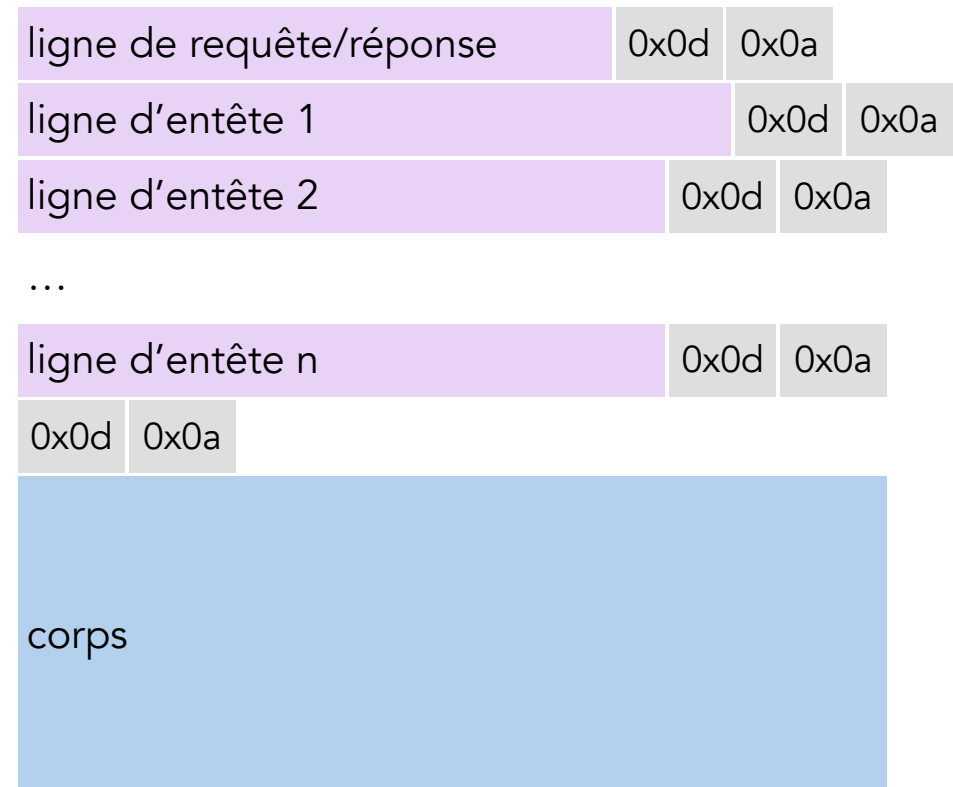 ligne de requête/réponse 0x0d 0x0a
ligne d’entête 1 0x0d 0x0a
ligne d’entête 2 0x0d 0x0a
…
ligne d’entête n 0x0d 0x0a
0x0d 0x0a
corps